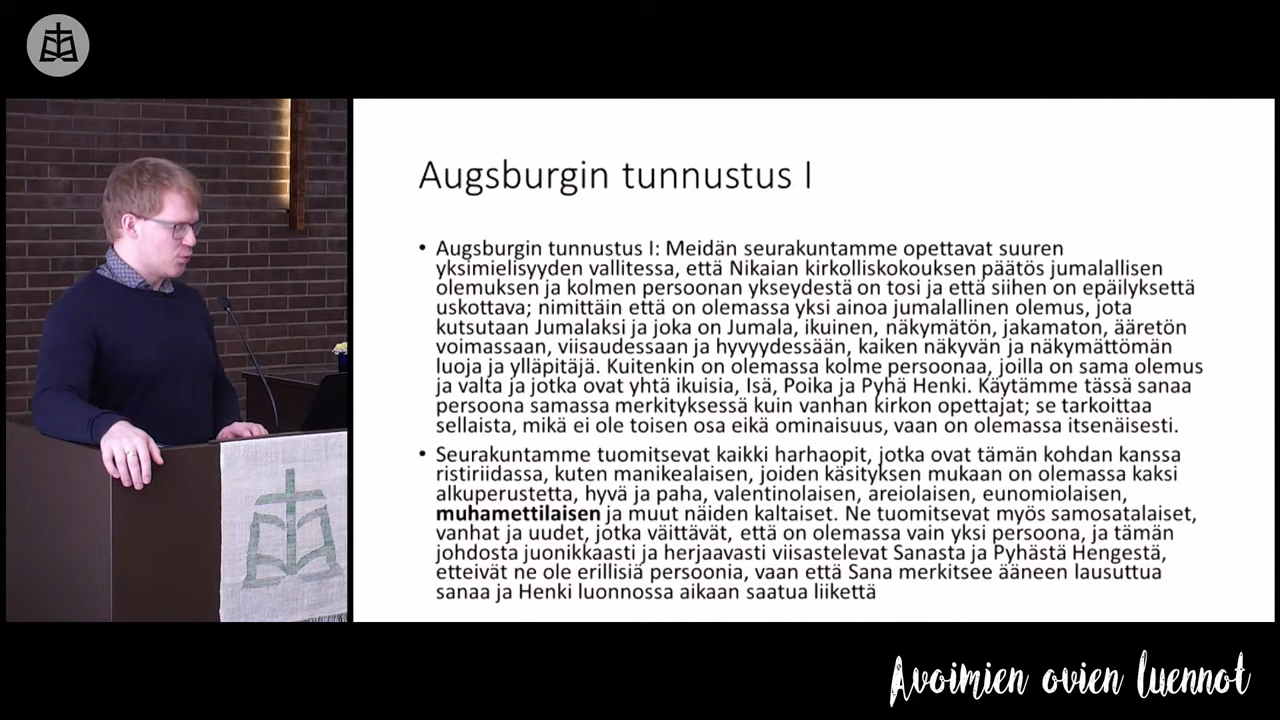 Augsburgin tunnustus I
• Augsburgin tunnustus I: Meidän seurakuntamme opettavat suuren
yksimielisyyden vallitessa, että Nikaian kirkolliskokouksen päätös jumalallisen
olemuksen ja kolmen persoonan ykseydestä on tosi ja että siihen on epäilyksettä
uskottava; nimittäin että on olemassa yksi ainoa jumalallinen olemus, jota
kutsutaan Jumalaksi ja joka on Jumala, ikuinen, näkymätön, jakamaton, ääretön
voimassaan, viisaudessaan ja hyvyydessään, kaiken näkyvän ja näkymättömän
luoja ja ylläpitäjä. Kuitenkin on olemassa kolme persoonaa, joilla on sama olemus
ja valta ja jotka ovat yhtä ikuisia, Isä, Poika ja Pyhä Henki. Käytämme tässä sanaa
persoona samassa merkityksessä kuin vanhan kirkon opettajat; se tarkoittaa
sellaista, mikä ei ole toisen osa eikä ominaisuus, vaan on olemassa itsenäisesti.
• Seurakuntamme tuomitsevat kaikki harhaopit, jotka ovat tämän kohdan kanssa
ristiriidassa, kuten manikealaisen, joiden käsityksen mukaan on olemassa kaksi
alkuperustetta, hyvä ja paha, valentinolaisen, areiolaisen, eunomiolaisen,
muhamettilaisen ja muut näiden kaltaiset. Ne tuomitsevat myös samosatalaiset,
vanhat ja uudet, jotka väittävät, että on olemassa vain yksi persoona, ja tämän
johdosta juonikkaasti ja herjaavasti viisastelevat Sanasta ja Pyhästä Hengestä,
etteivät ne ole erillisiä persoonia, vaan että Sana merkitsee ääneen lausuttua
sanaa ja Henki luonnossa aikaan saatua liikettä
Avoimien ovien luennot